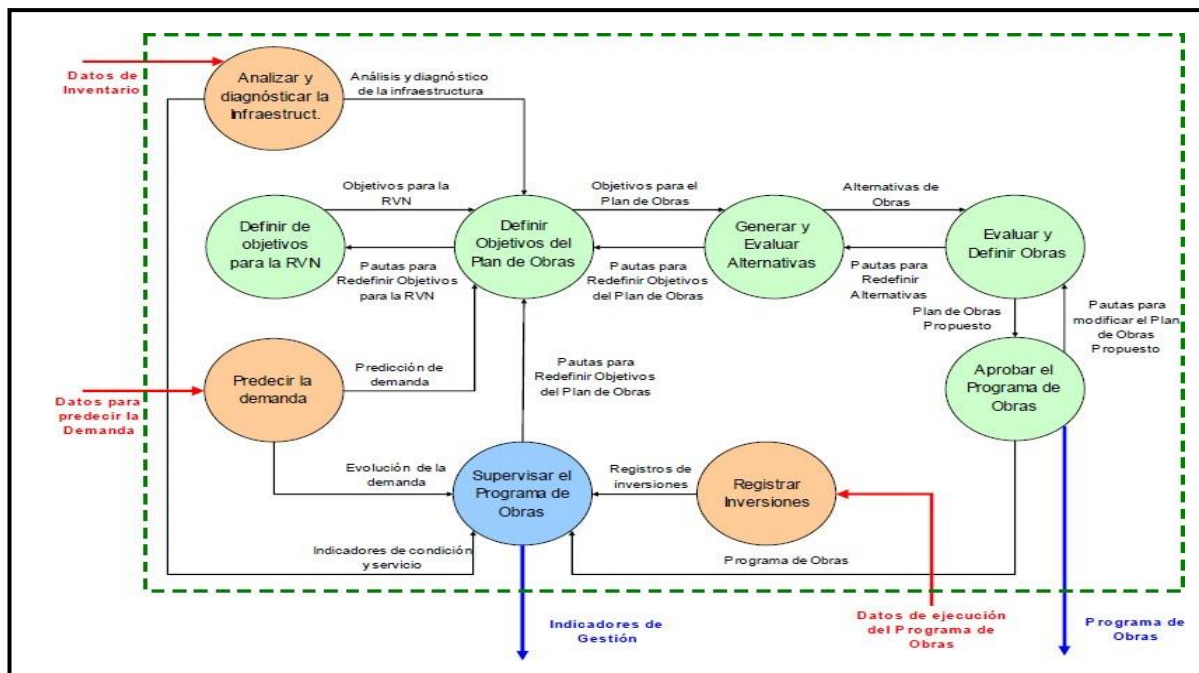 Datos de
Inventario
Analizar y
diagnósticar la
Infraestruct.
Análisis y diagnóstico
de la infraestructura
Objetivos para la
RVN
Objetivos para el
Plan de Obras
Alternativas de
Obras
Definir de
objetivos
para la RVN
Definir
Objetivos del
Plan de Obras
Generar y
Evaluar
Alternativas
Evaluar y
Definir Obras
Pautas para
Redefinir Objetivos
para la RVN
Pautas para
Redefinir Objetivos
del Plan de Obras
Pautas para
Redefinir
Alternativas
Plan de Obras
Propuesto
Pautas para
modificar el Plan
de Obras
Propuesto
Predecir la
demanda
Predicción de
demanda
Pautas para
Redefinir Objetivos
del Plan de Obras
Aprobar el
Programa de
Obras
Datos para
predecir la
Demanda
Evolución de la
demanda
Supervisar el
Programa de
Obras
Registros de
inversiones
Registrar
Inversiones
Indicadores de condición
y servicio
Programa de Obras
Indicadores de
Gestión
Datos de ejecución
del Programa de
Obras
Programa de
Obras